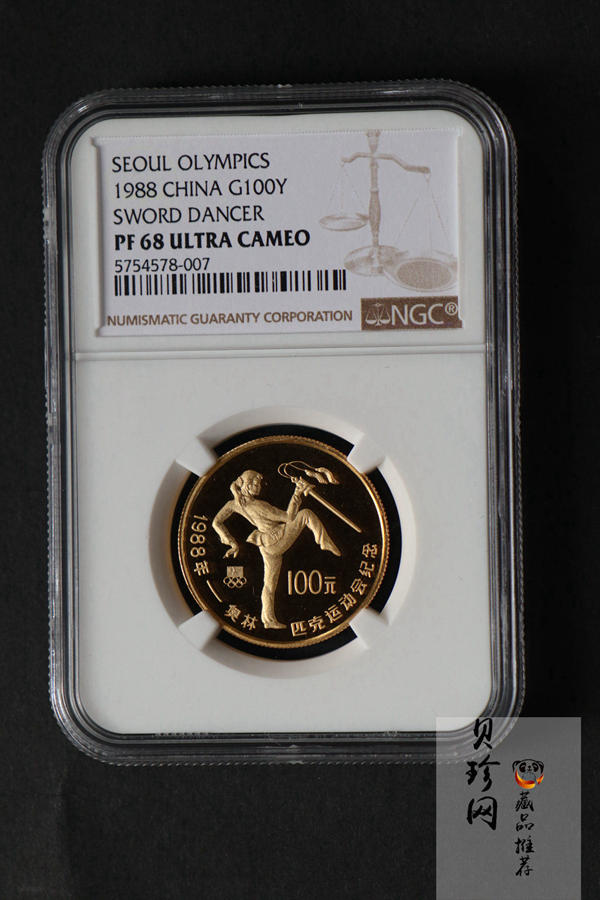 SEOUL OLYMPICS
1988 CHINA G100Y
SWORD DANCER
PF 68 ULTRA CAMEO
5754578-007
NUMISMATIC GUARANTY CORPORATION
NGC®
100元
1988年—奥林匹克运动会纪念
贝珍网
藏品推荐